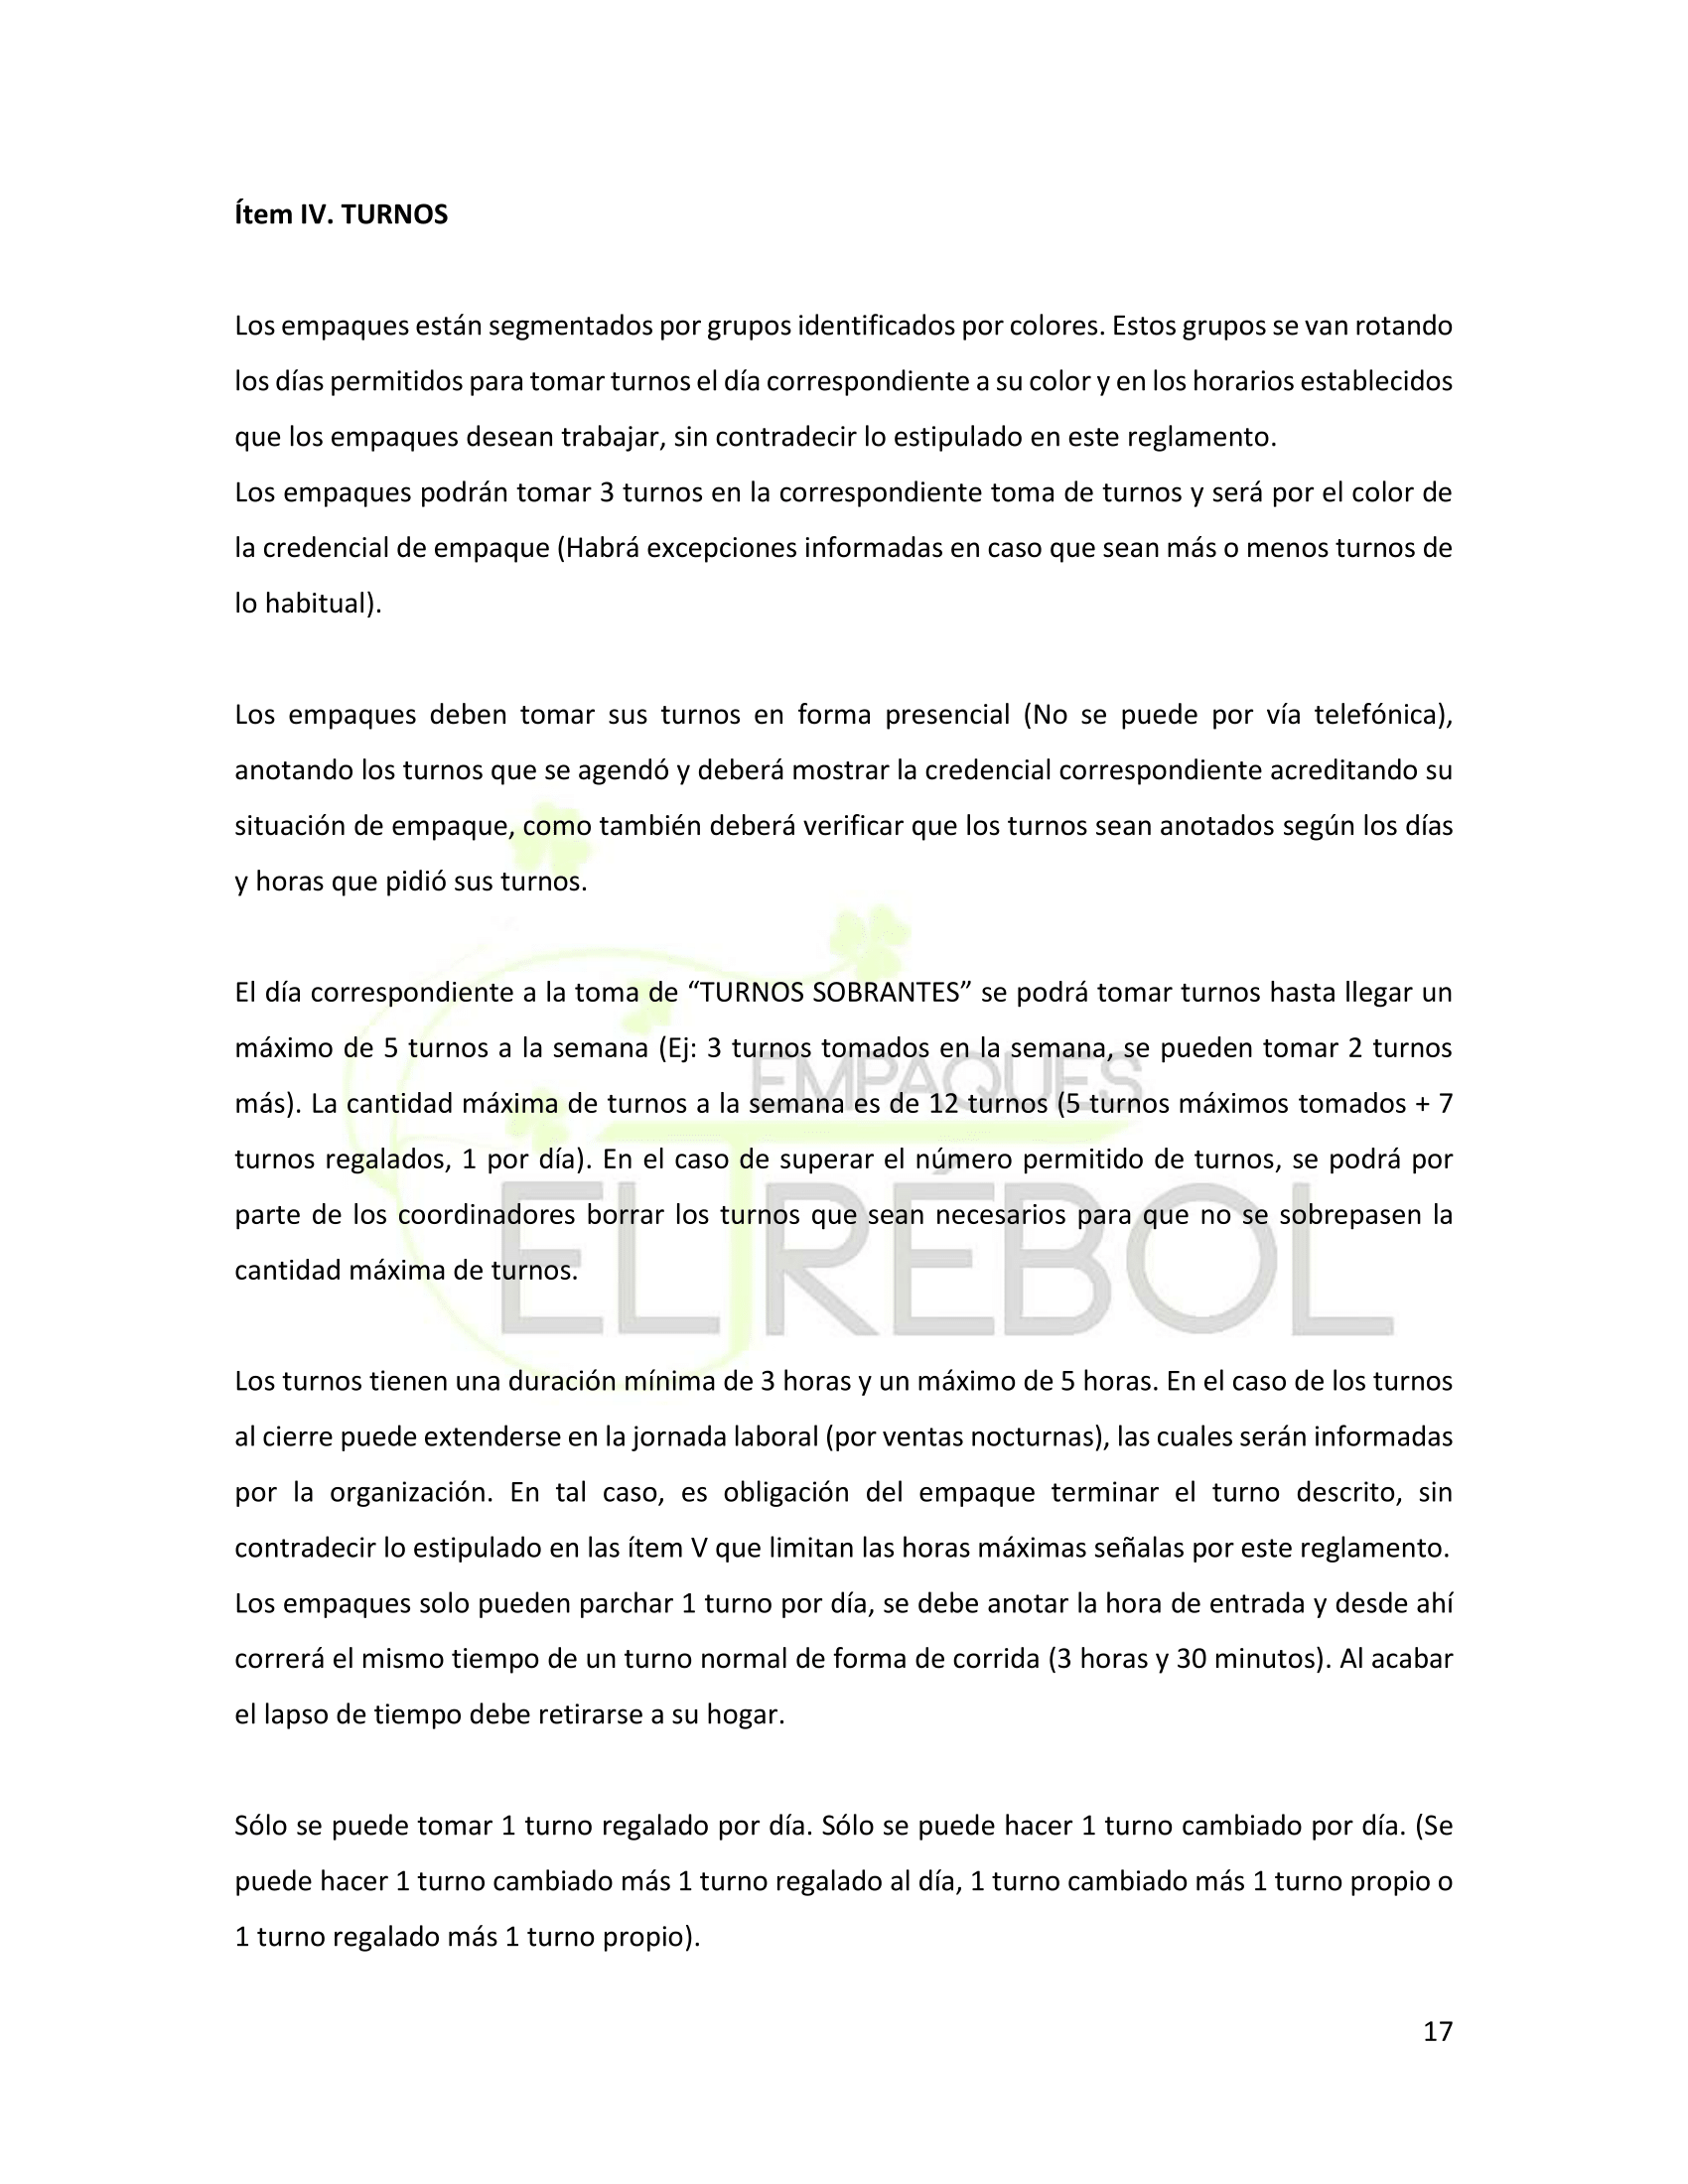 Ítem IV. TURNOS
Los empaques están segmentados por grupos identificados por colores. Estos grupos se van rotando
los días permitidos para tomar turnos el día correspondiente a su color y en los horarios establecidos
que los empaques desean trabajar, sin contradecir lo estipulado en este reglamento.
Los empaques podrán tomar 3 turnos en la correspondiente toma de turnos y será por el color de
la credencial de empaque (Habrá excepciones informadas en caso que sean más o menos turnos de
lo habitual).
Los empaques deben tomar sus turnos en forma presencial (No se puede por vía telefónica),
anotando los turnos que se agendó y deberá mostrar la credencial correspondiente acreditando su
situación de empaque, como también deberá verificar que los turnos sean anotados según los días
y horas que pidió sus turnos.
El día correspondiente a la toma de “TURNOS SOBRANTES” se podrá tomar turnos hasta llegar un
máximo de 5 turnos a la semana (Ej: 3 turnos tomados en la semana, se pueden tomar 2 turnos
más). La cantidad máxima de turnos a la semana es de 12 turnos (5 turnos máximos tomados + 7
turnos regalados, 1 por día). En el caso de superar el número permitido de turnos, se podrá por
parte de los coordinadores borrar los turnos que sean necesarios para que no se sobrepasen la
cantidad máxima de turnos.
EMPAQUES
EL TRÉBOL
Los turnos tienen una duración mínima de 3 horas y un máximo de 5 horas. En el caso de los turnos
al cierre puede extenderse en la jornada laboral (por ventas nocturnas), las cuales serán informadas
por la organización. En tal caso, es obligación del empaque terminar el turno descrito, sin
contradecir lo estipulado en las ítem V que limitan las horas máximas señalas por este reglamento.
Los empaques solo pueden parchar 1 turno por día, se debe anotar la hora de entrada y desde ahí
correrá el mismo tiempo de un turno normal de forma de corrida (3 horas y 30 minutos). Al acabar
el lapso de tiempo debe retirarse a su hogar.
Sólo se puede tomar 1 turno regalado por día. Sólo se puede hacer 1 turno cambiado por día. (Se
puede hacer 1 turno cambiado más 1 turno regalado al día, 1 turno cambiado más 1 turno propio o
1 turno regalado más 1 turno propio).
17